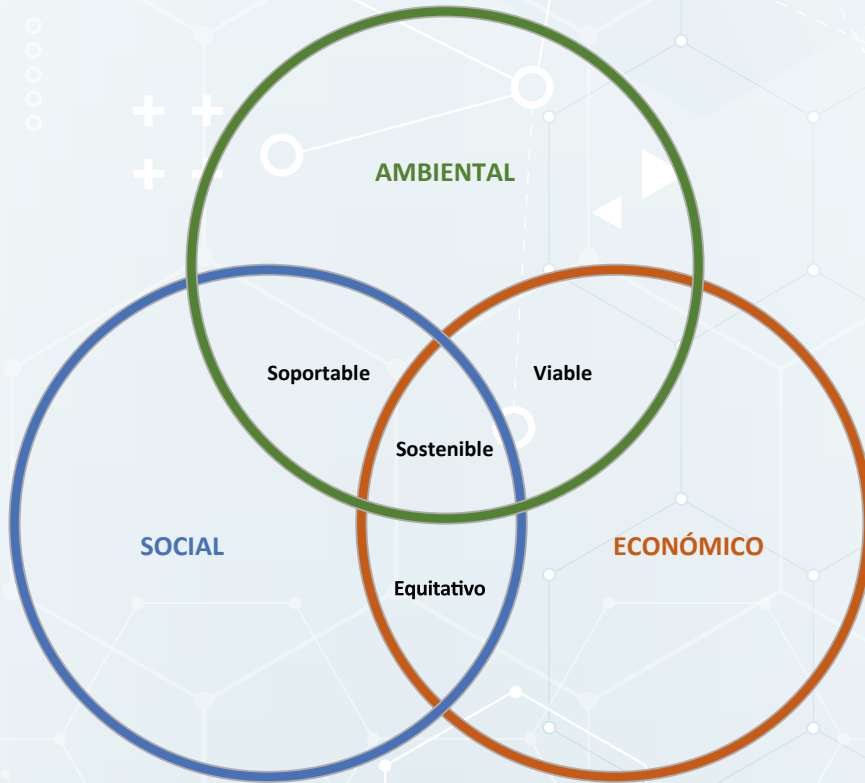 AMBIENTAL
Soportable
Viable
Sostenible
SOCIAL
ECONÓMICO
Equitativo